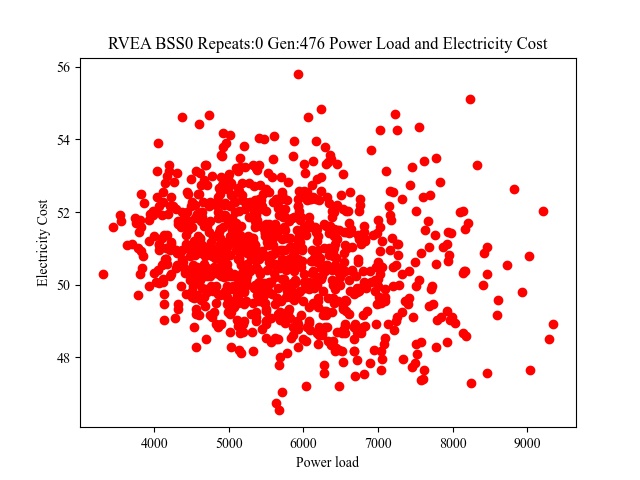 RVEA BSS0 Repeats:0 Gen:476 Power Load and Electricity Cost
Electricity Cost
56
54
52
50
48
4000 5000 6000 7000 8000 9000
Power load